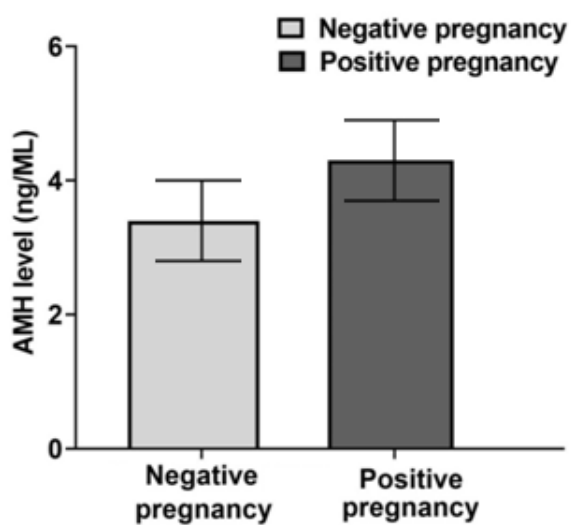 Negative pregnancy
Positive pregnancy
AMH level (ng/ML)
6
4
2
0
Negative
pregnancy
Positive
pregnancy